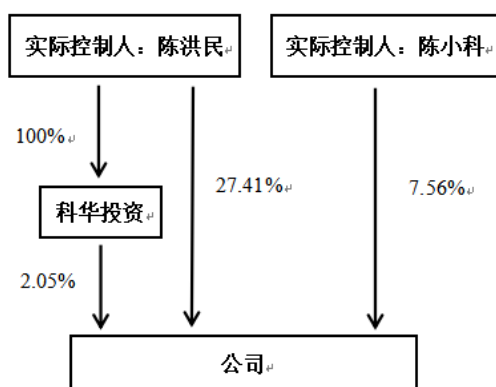 实际控制人：陈洪民
实际控制人：陈小科
100%
27.41%
7.56%
科华投资
2.05%
公司